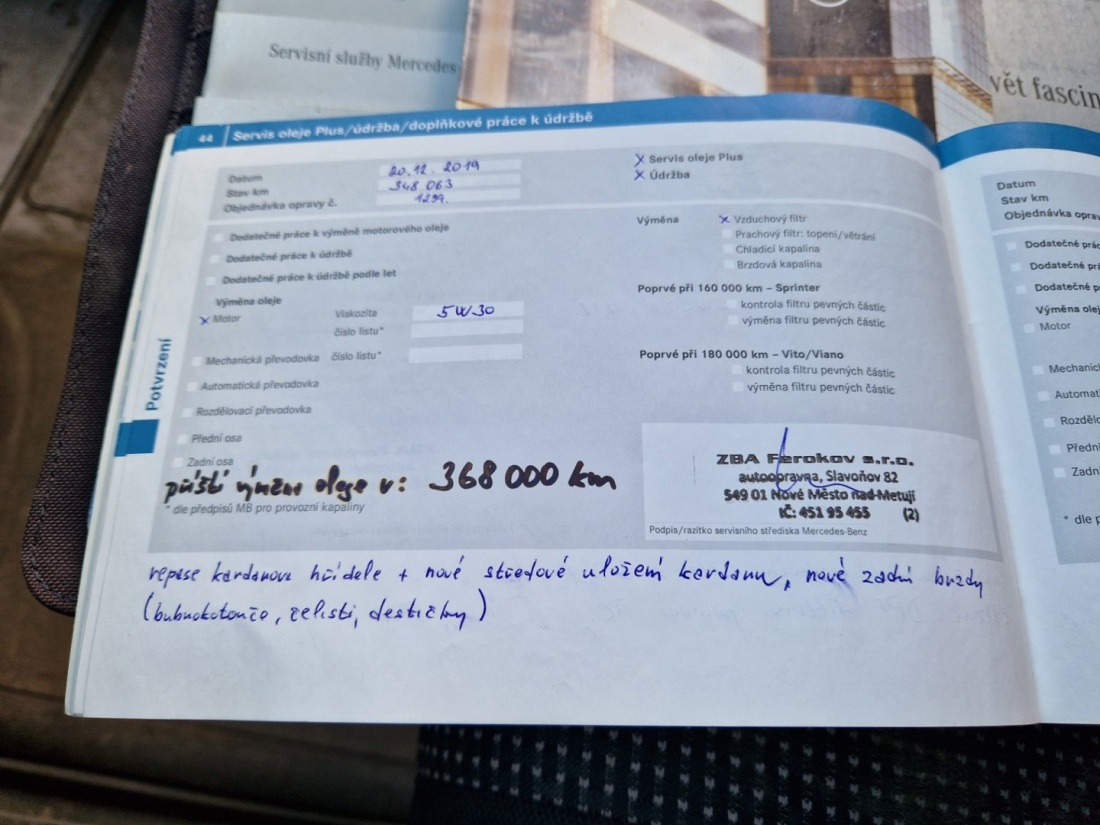 Servisní služby Mercedes-
vět fascin
44 Servis oleje Plus/údržba/doplňkové práce k údržbě
Datum 20.12.2019
Stav km 348 063
Objednávka opravy č. 1299.
Dodatečné práce k výměně motorového oleje
Dodatečné práce k údržbě
Dodatečné práce k údržbě podle let
Výměna oleje
x Motor Viskozita 5W30
číslo listu*
Mechanická převodovka číslo listu*
Automatická převodovka
Rozdělovací převodovka
Přední osa
Zadní osa
příští výměna oleje v: 368 000 km
* dle předpisů MB pro provozní kapaliny
x Servis oleje Plus
x Údržba
Výměna x Vzduchový filtr
Prachový filtr: topení/větrání
Chladicí kapalina
Brzdová kapalina
Poprvé při 160 000 km – Sprinter
kontrola filtru pevných částic
výměna filtru pevných částic
Poprvé při 180 000 km – Vito/Viano
kontrola filtru pevných částic
výměna filtru pevných částic
ZBA Ferokov s.r.o.
autoopravna, Slavoňov 82
549 01 Nové Město nad Metují
IČ: 451 95 455 (2)
Podpis/razítko servisního střediska Mercedes-Benz
repase kardanove hřídele + nové středové uložení kardanu, nové zadní brzdy
(bubnokotouče, čelisti, destičky)
Potvrzení
Datum
Stav km
Objednávka oprav
Dodatečné prác
Dodatečné prá
Dodatečné p
Výměna olej
Motor
Mechanic
Automat
Rozdělo
Předn
Zadn
* dle p